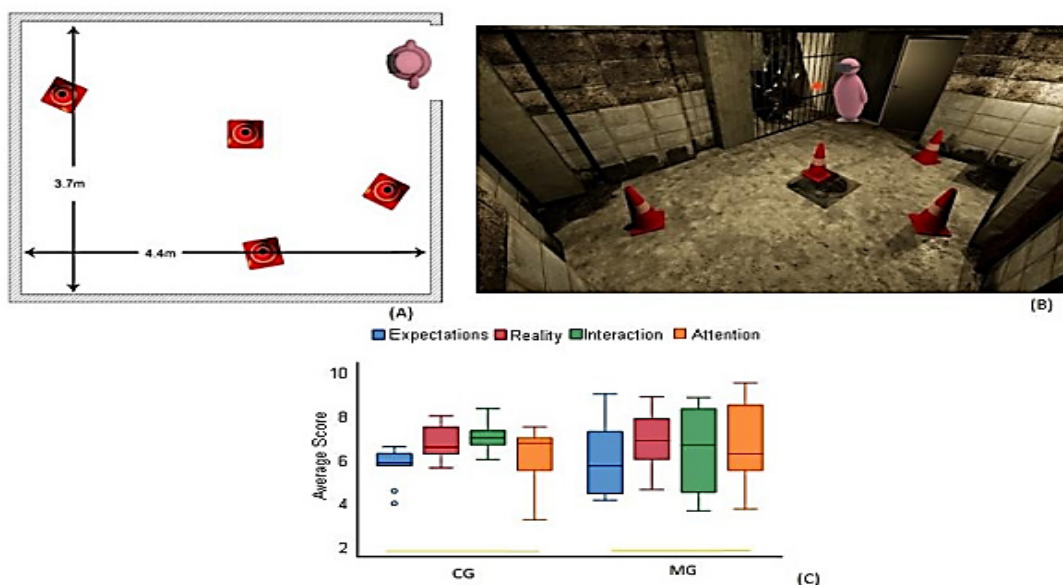 3.7m
4.4m
(A)
(B)
Expectations Reality Interaction Attention
10
8
6
4
2
Average Score
CG MG
(C)